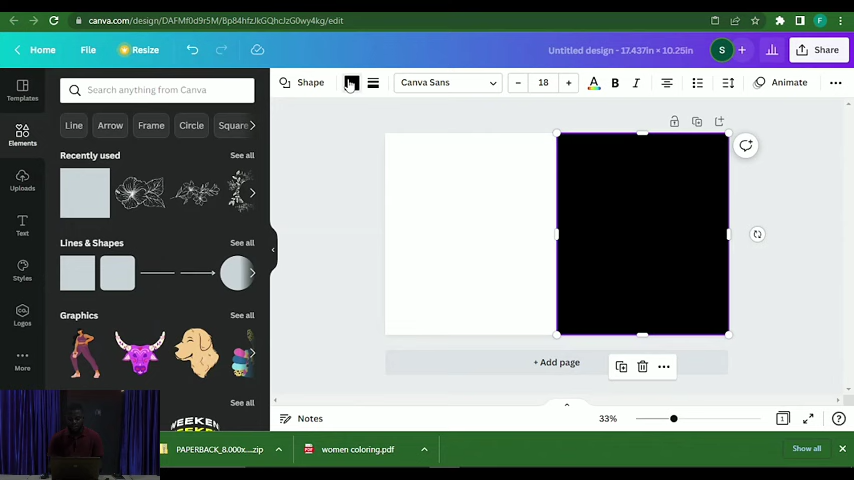 canva.com/design/DAFMf0d9r5M/Bp84hfzJkGQhcJzG0wy4kg/edit
F
Home
File
Resize
Untitled design - 17.437in × 10.25in
S
+
Share
Templates
Search anything from Canva
Shape
Canva Sans
– 18 +
A
B
I
Animate
Elements
Line
Arrow
Frame
Circle
Square
Recently used
See all
Uploads
Text
Lines & Shapes
See all
Styles
Logos
Graphics
See all
More
See all
WEEKEN
+ Add page
Notes
33%
1
?
PAPERBACK_8.000x....zip
women coloring.pdf
Show all